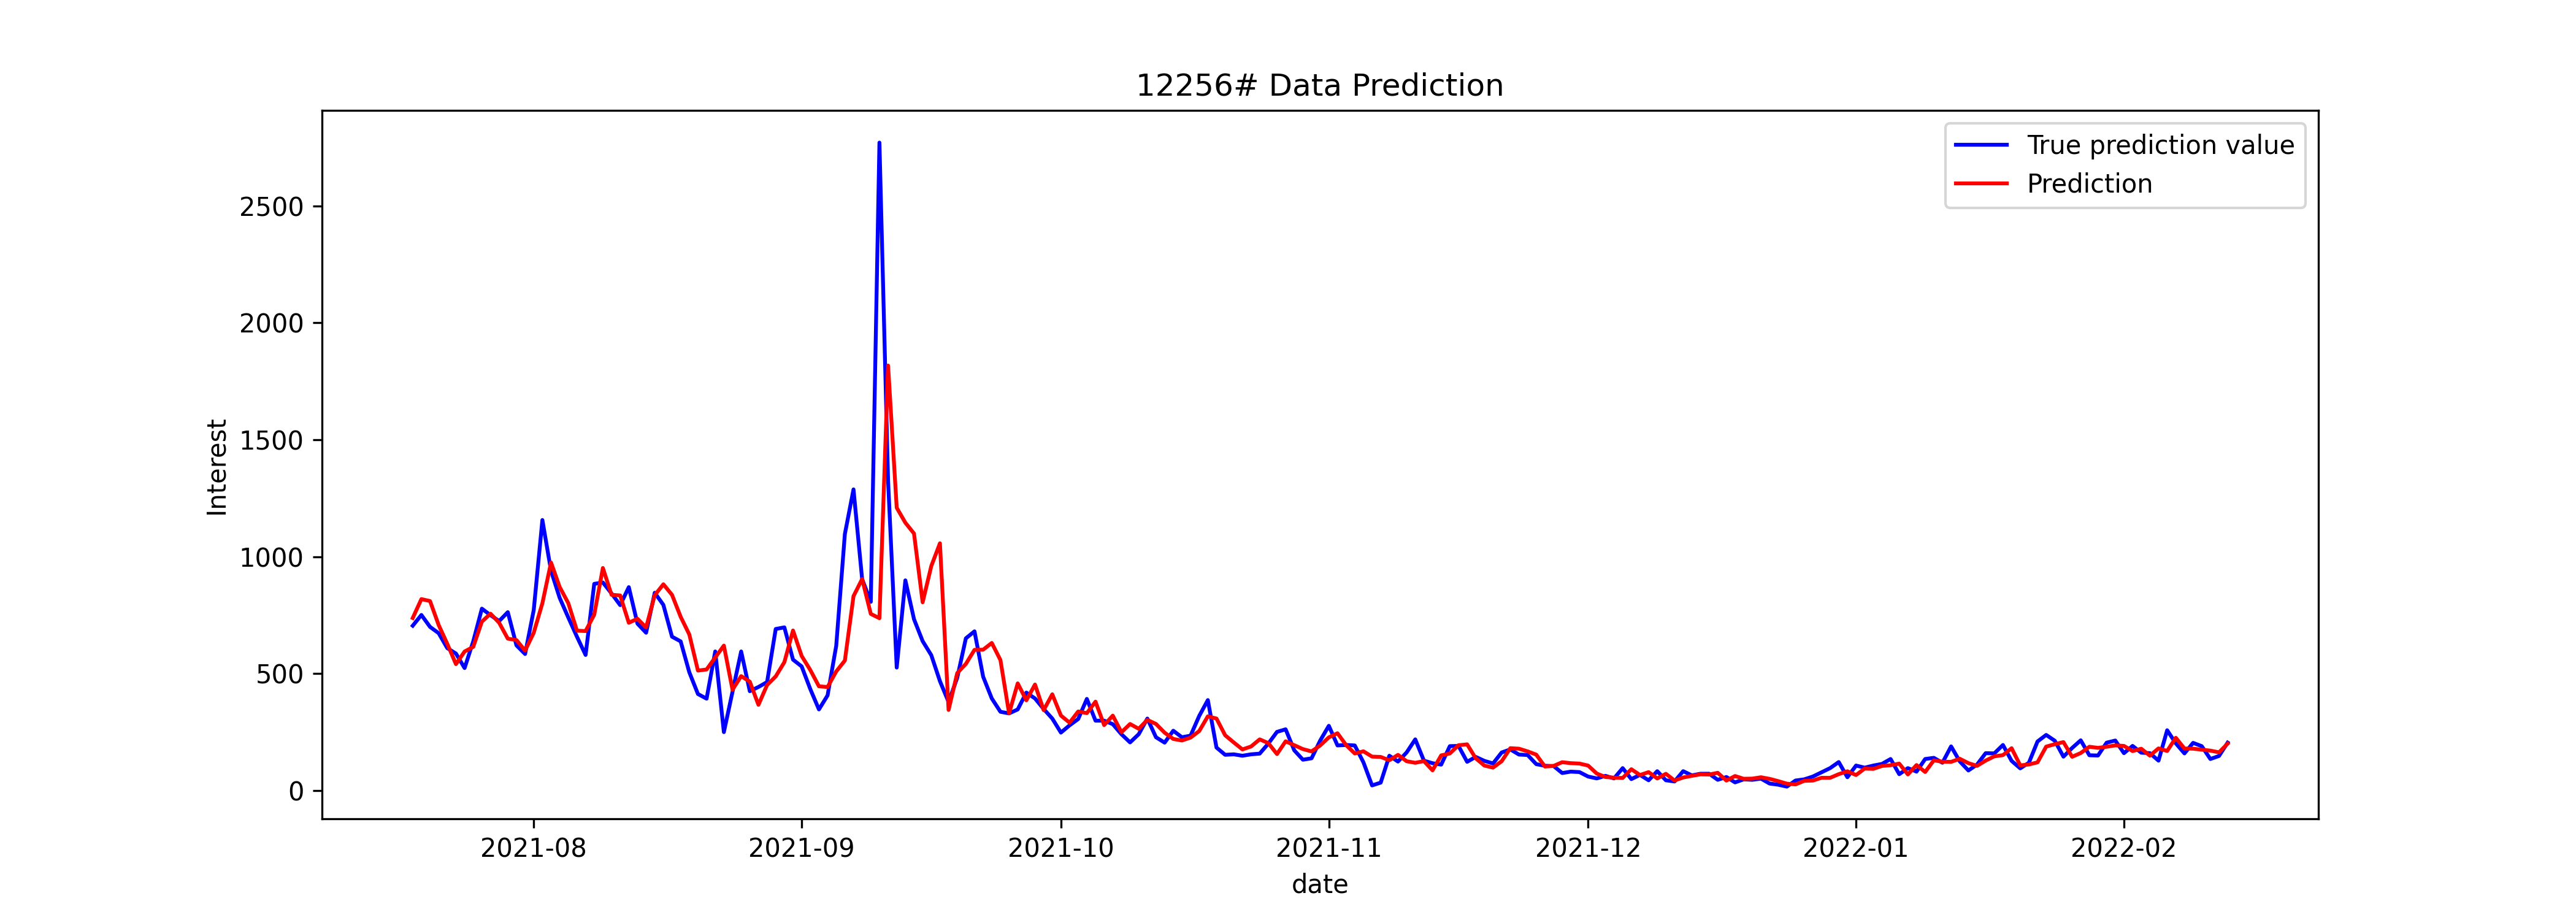 12256# Data Prediction
True prediction value
Prediction
Interest
2500
2000
1500
1000
500
0
2021-08 2021-09 2021-10 2021-11 2021-12 2022-01 2022-02
date